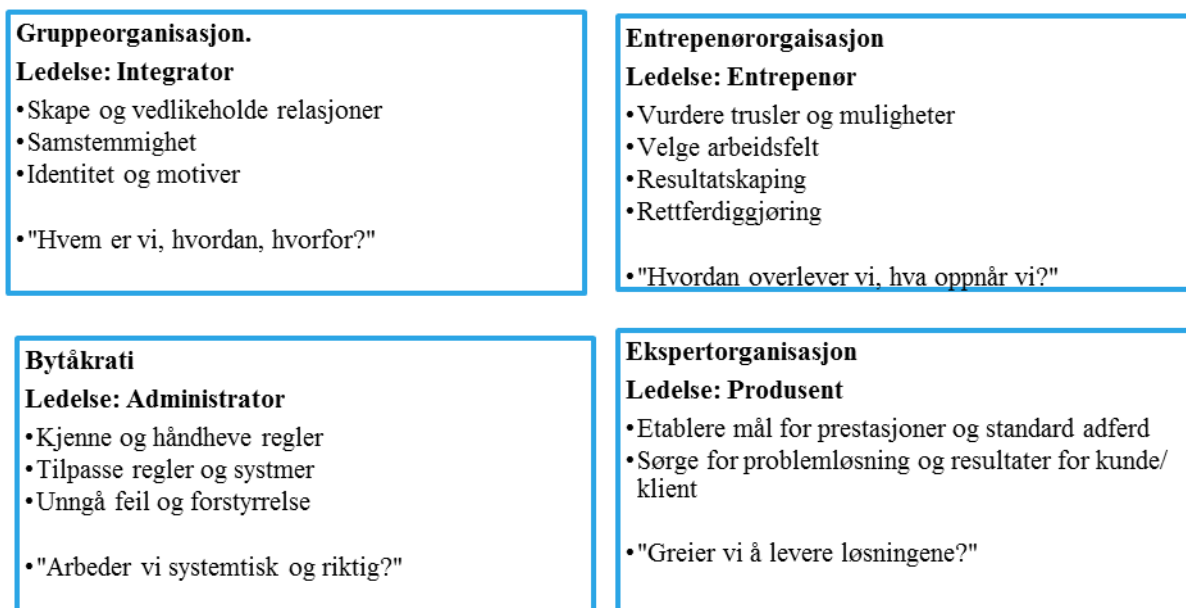 Gruppeorganisasjon.
Ledelse: Integrator
•Skape og vedlikeholde relasjoner
•Samstemmighet
•Identitet og motiver
•"Hvem er vi, hvordan, hvorfor?"
Entrepenørorgaisasjon
Ledelse: Entrepenør
•Vurdere trusler og muligheter
•Velge arbeidsfelt
•Resultatskaping
•Rettferdiggjøring
•"Hvordan overlever vi, hva oppnår vi?"
Bytåkrati
Ledelse: Administrator
•Kjenne og håndheve regler
•Tilpasse regler og systmer
•Unngå feil og forstyrrelse
•"Arbeder vi systemtisk og riktig?"
Ekspertorganisasjon
Ledelse: Produsent
•Etablere mål for prestasjoner og standard adferd
•Sørge for problemløsning og resultater for kunde/
klient
•"Greier vi å levere løsningene?"